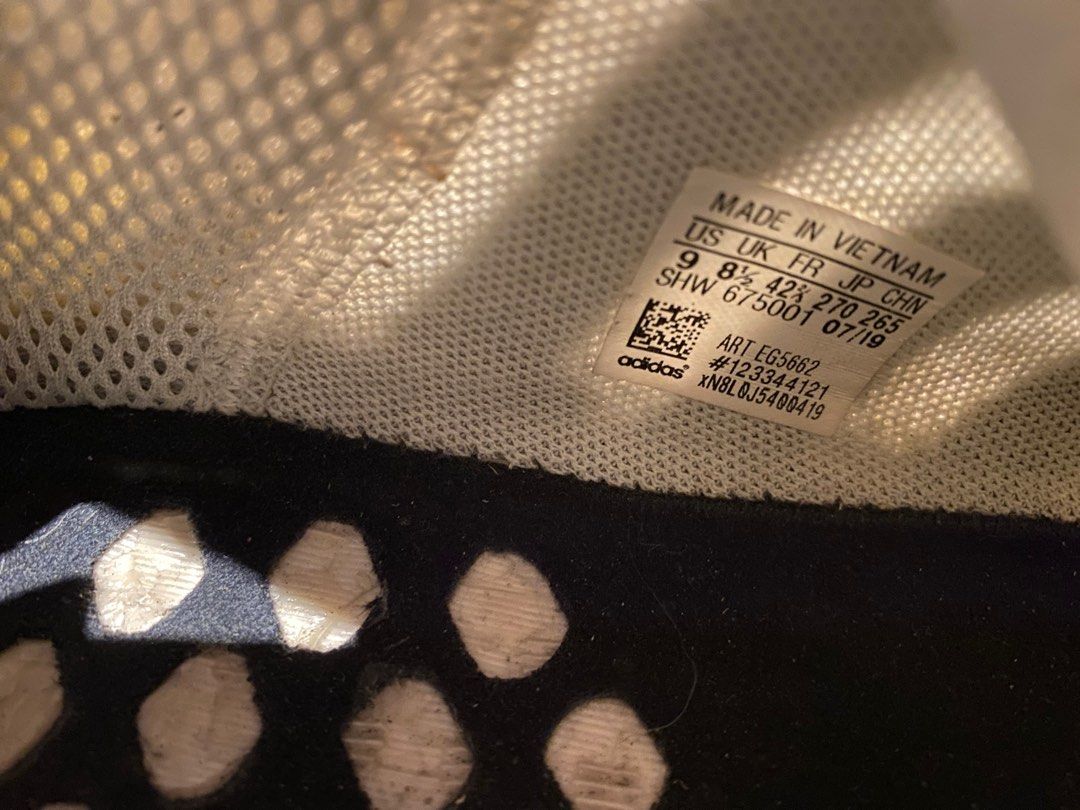 MADE IN VIETNAM
US UK FR JP CHN
9 8½ 42⅔ 270 265
SHW 675001 07/19
ART EG5662
#123344121
xN8LQJ5400419
adidas®